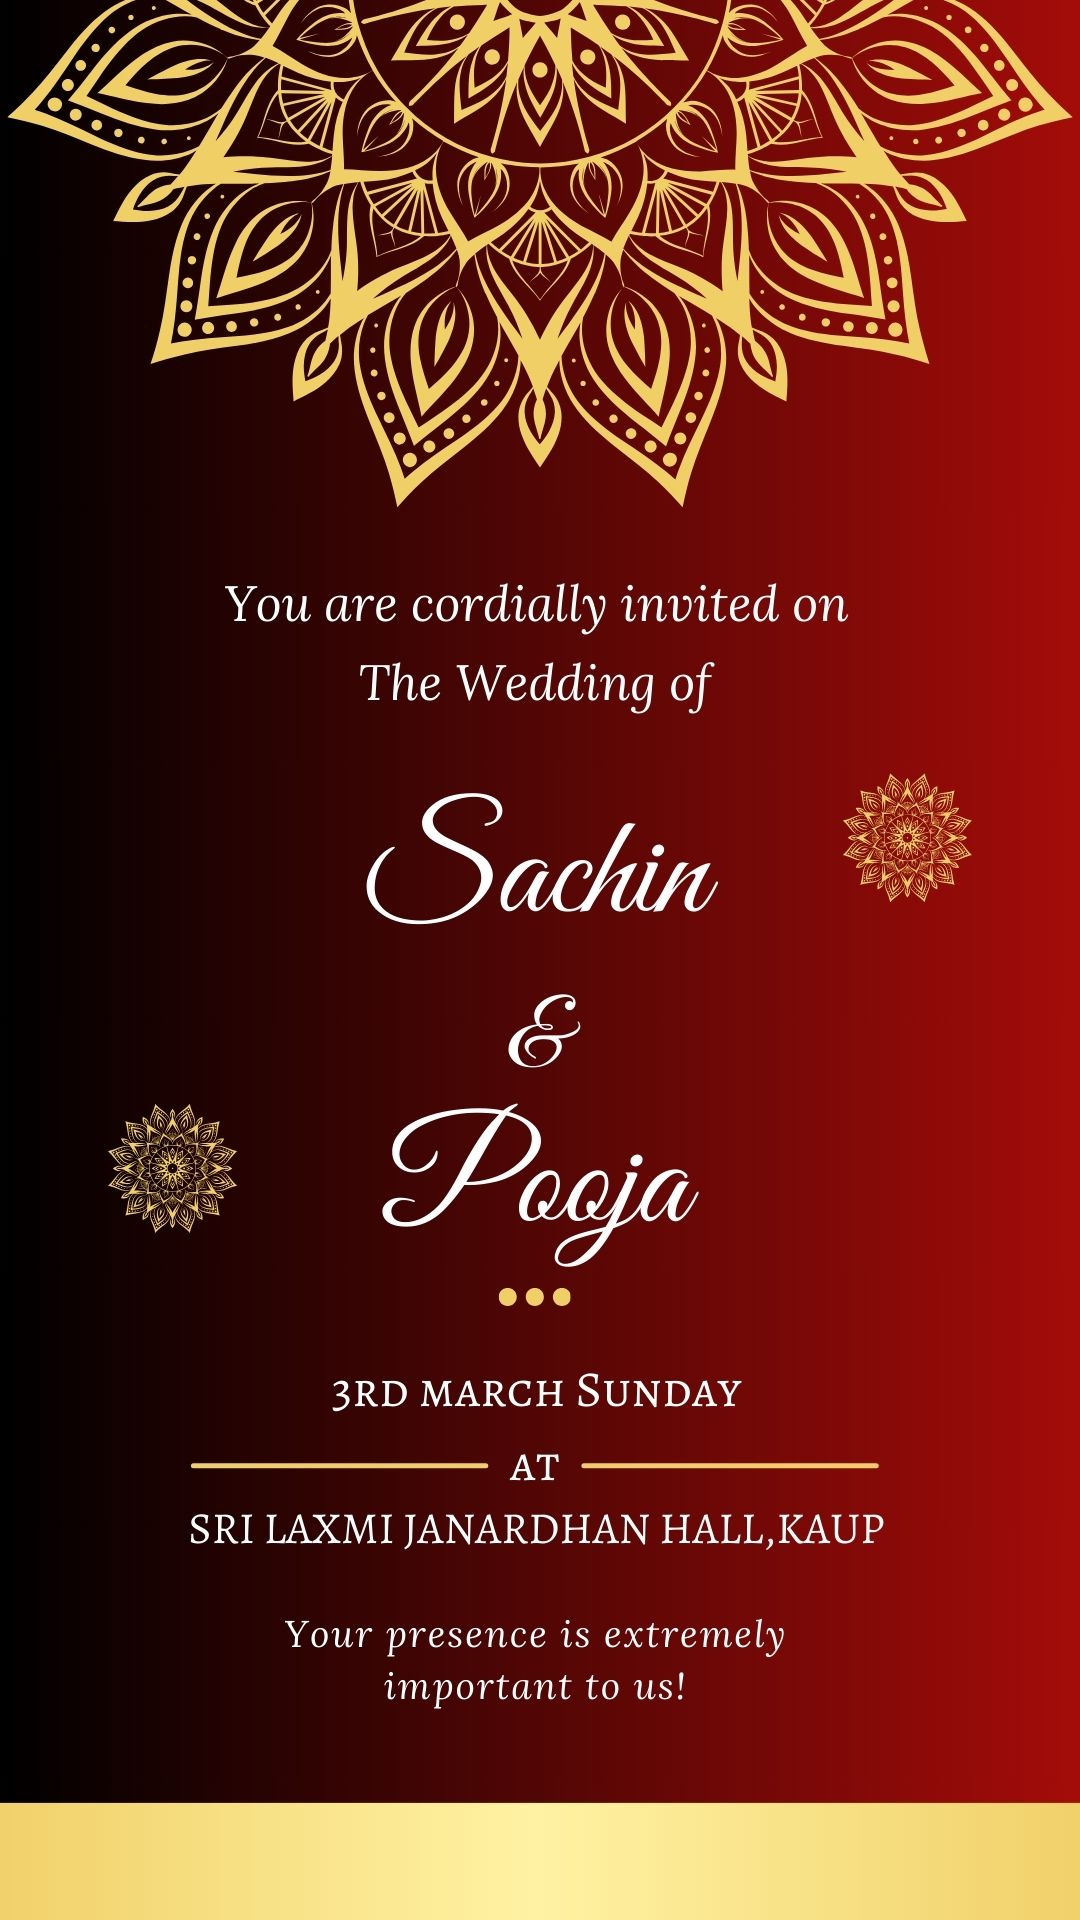 You are cordially invited on
The Wedding of
Sachin
&
Pooja
3RD MARCH SUNDAY
AT
SRI LAXMI JANARDHAN HALL,KAUP
Your presence is extremely
important to us!